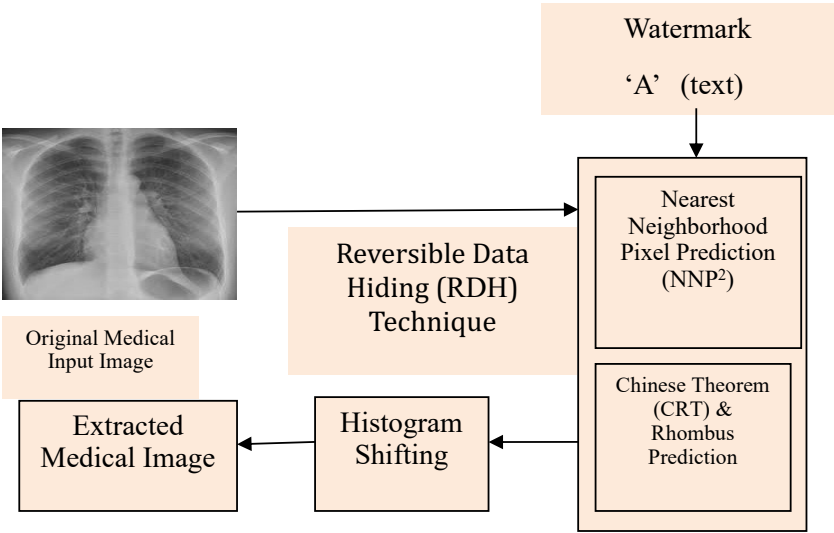 Watermark
‘A’ (text)
Nearest
Neighborhood
Pixel Prediction
(NNP²)
Reversible Data
Hiding (RDH)
Technique
Original Medical
Input Image
Chinese Theorem
(CRT) &
Rhombus
Prediction
Histogram
Shifting
Extracted
Medical Image